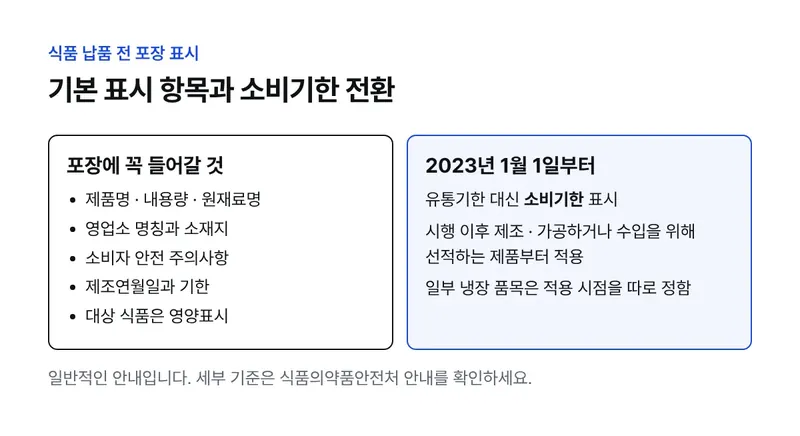 식품 납품 전 포장 표시
기본 표시 항목과 소비기한 전환
포장에 꼭 들어갈 것
• 제품명 · 내용량 · 원재료명
• 영업소 명칭과 소재지
• 소비자 안전 주의사항
• 제조연월일과 기한
• 대상 식품은 영양표시
2023년 1월 1일부터
유통기한 대신 소비기한 표시
시행 이후 제조 · 가공하거나 수입을 위해
선적하는 제품부터 적용
일부 냉장 품목은 적용 시점을 따로 정함
일반적인 안내입니다. 세부 기준은 식품의약품안전처 안내를 확인하세요.